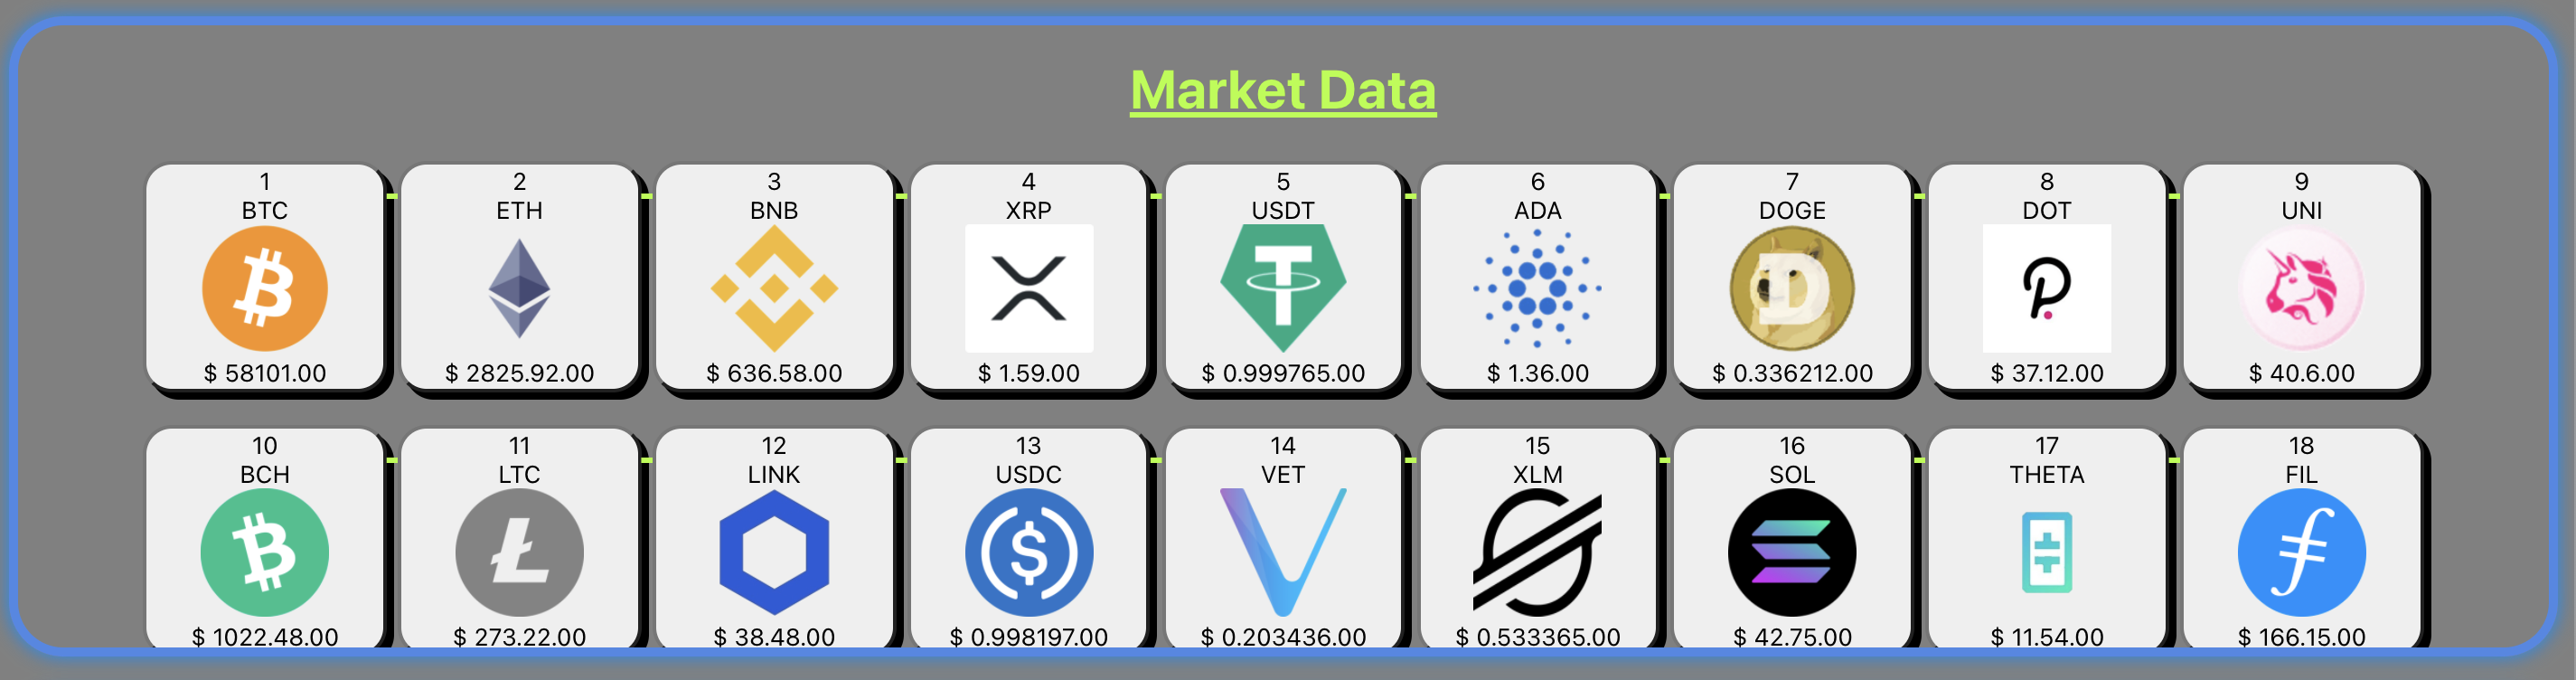 Market Data
1 2 3 4 5 6 7 8 9
BTC ETH BNB XRP USDT ADA DOGE DOT UNI
$ 58101.00 $ 2825.92.00 $ 636.58.00 $ 1.59.00 $ 0.999765.00 $ 1.36.00 $ 0.336212.00 $ 37.12.00 $ 40.6.00
10 11 12 13 14 15 16 17 18
BCH LTC LINK USDC VET XLM SOL THETA FIL
$ 1022.48.00 $ 273.22.00 $ 38.48.00 $ 0.998197.00 $ 0.203436.00 $ 0.533365.00 $ 42.75.00 $ 11.54.00 $ 166.15.00